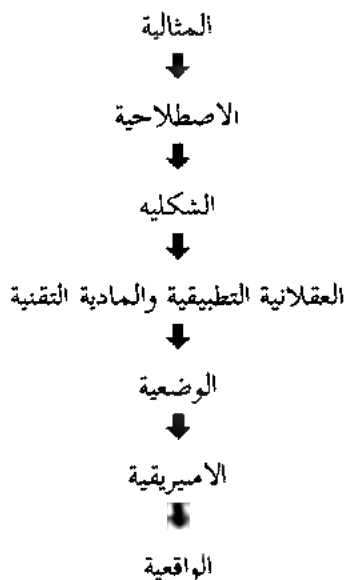 المثالية
الاصطلاحية
الشكليه
العقلانية التطبيقية والمادية التقنية
الوضعية
الامبريقية
الواقعية